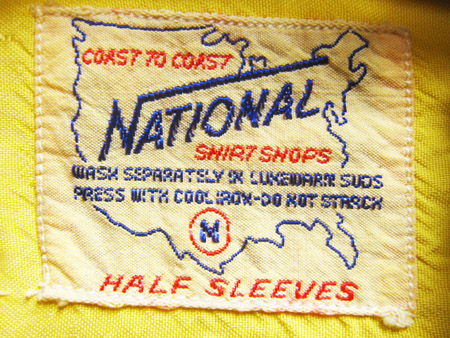 COAST TO COAST
NATIONAL
SHIRT SHOPS
WASH SEPARATELY IN LUKEWARM SUDS
PRESS WITH COOL IRON-DO NOT STARCH
M
HALF SLEEVES